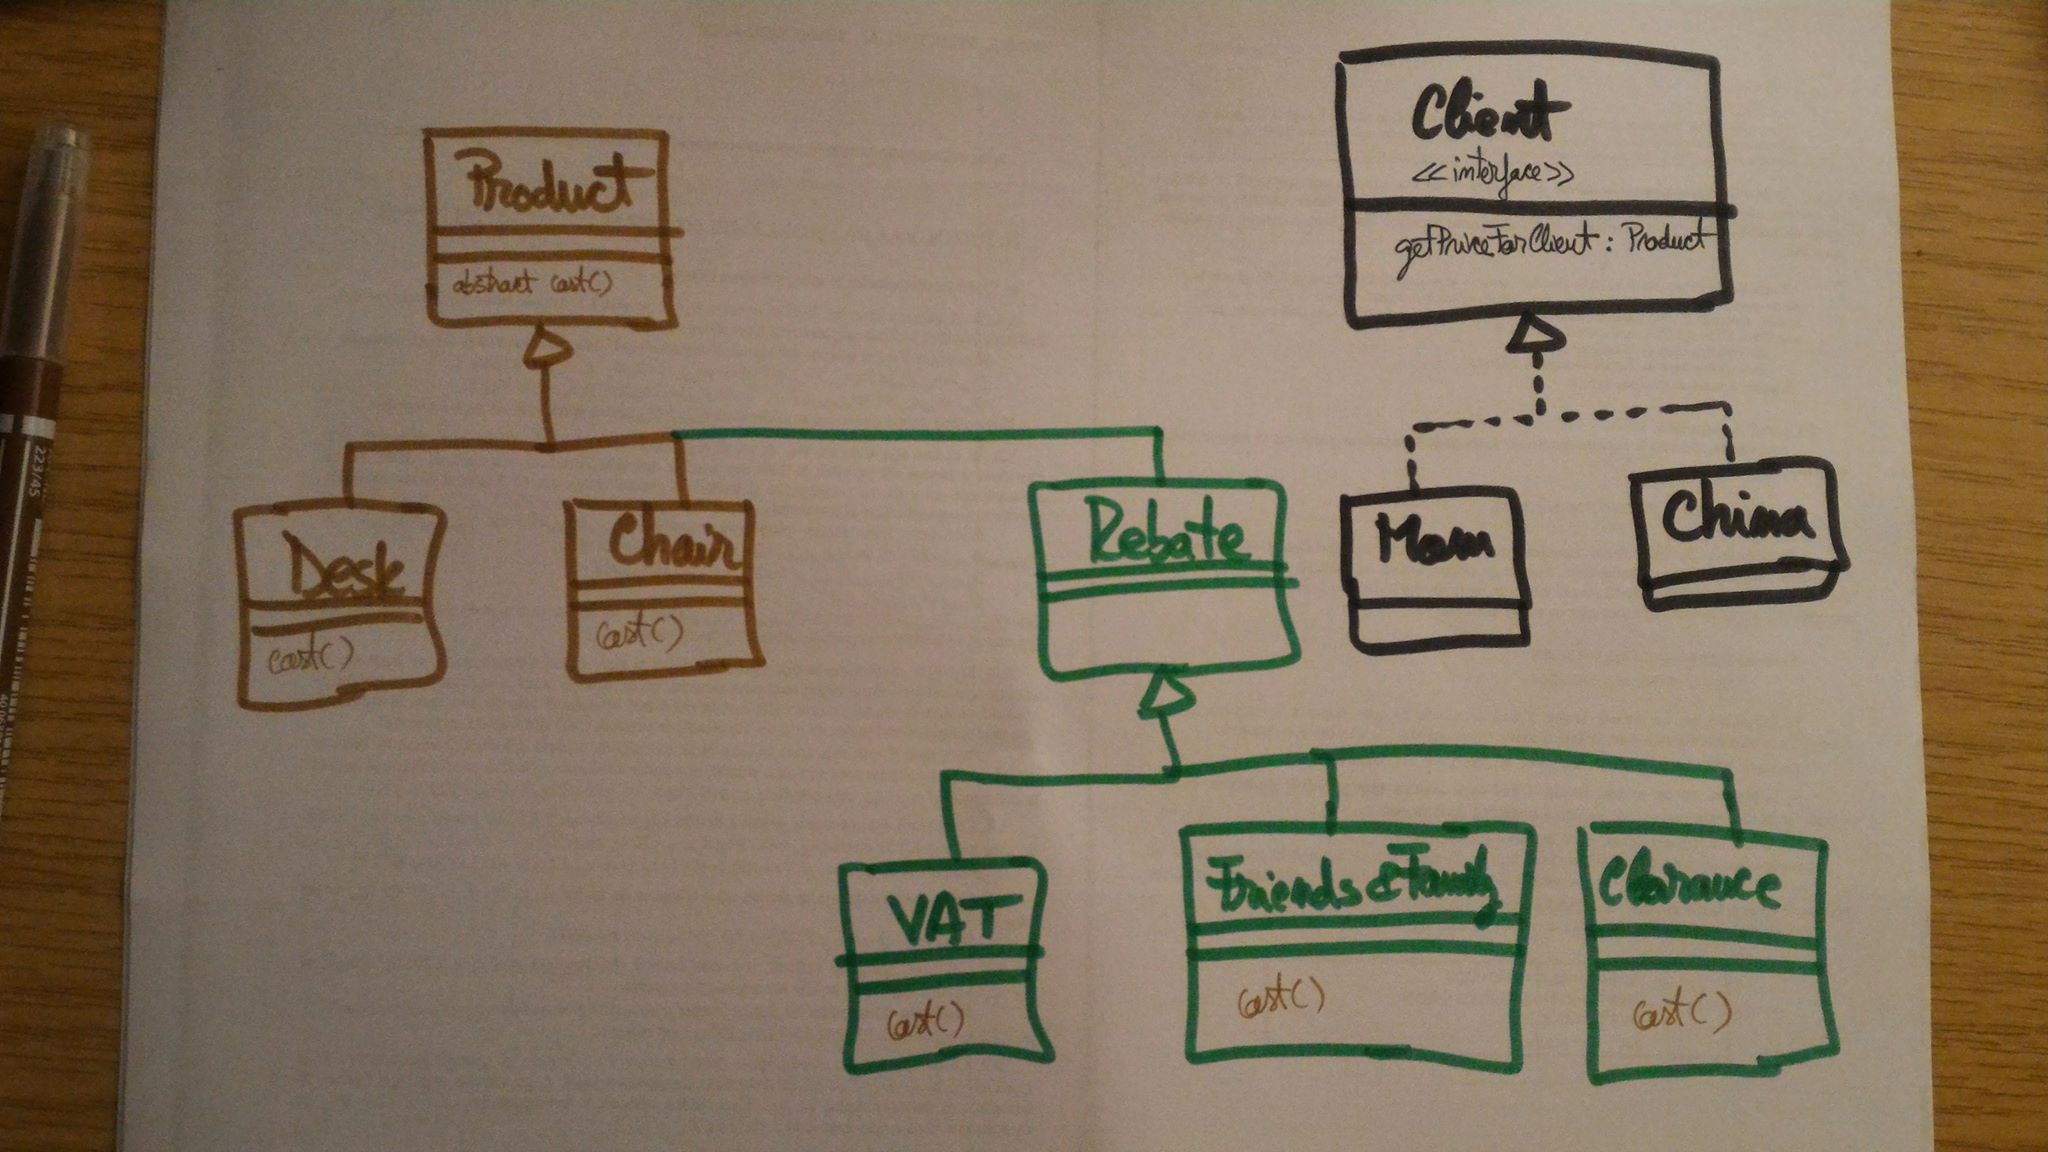 Product
abstract cost()
Client
<<interface>>
getPriceForClient : Product
Desk
cost()
Chair
cost()
Rebate
Mom
China
VAT
cost()
Friends & Family
cost()
Clearance
cost()
223/45